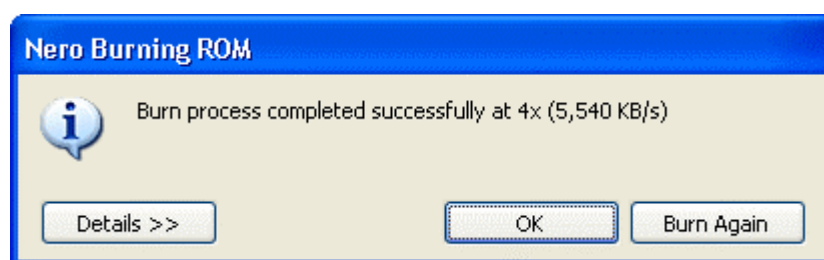 Nero Burning ROM
Burn process completed successfully at 4x (5,540 KB/s)
Details >> OK Burn Again